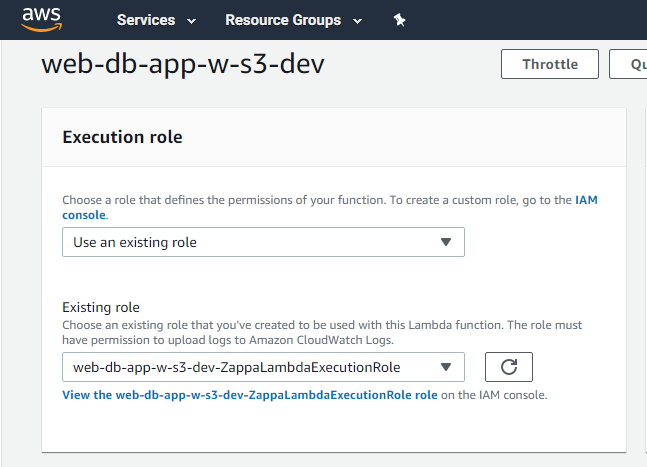 aws Services Resource Groups
web-db-app-w-s3-dev Throttle Qu
Execution role
Choose a role that defines the permissions of your function. To create a custom role, go to the IAM
console.
Use an existing role
Existing role
Choose an existing role that you've created to be used with this Lambda function. The role must
have permission to upload logs to Amazon CloudWatch Logs.
web-db-app-w-s3-dev-ZappaLambdaExecutionRole
View the web-db-app-w-s3-dev-ZappaLambdaExecutionRole role on the IAM console.